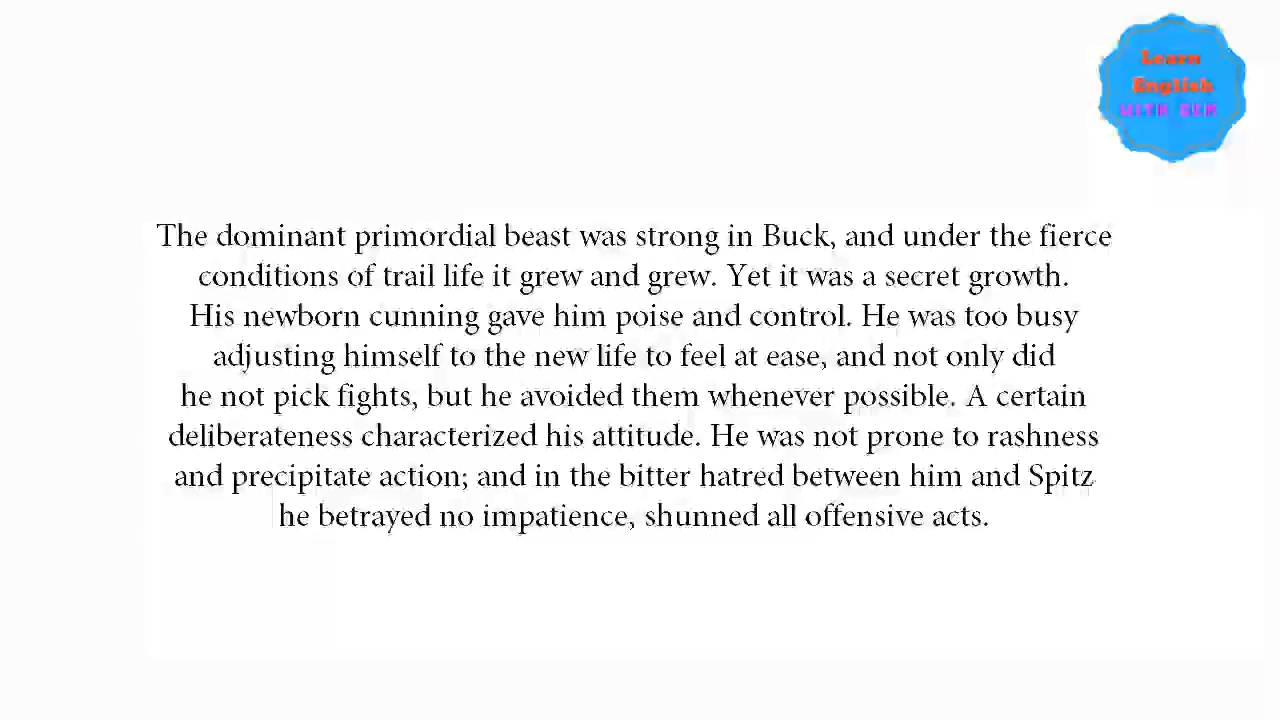 Learn
English
WITH GEM
The dominant primordial beast was strong in Buck, and under the fierce
conditions of trail life it grew and grew. Yet it was a secret growth.
His newborn cunning gave him poise and control. He was too busy
adjusting himself to the new life to feel at ease, and not only did
he not pick fights, but he avoided them whenever possible. A certain
deliberateness characterized his attitude. He was not prone to rashness
and precipitate action; and in the bitter hatred between him and Spitz
he betrayed no impatience, shunned all offensive acts.